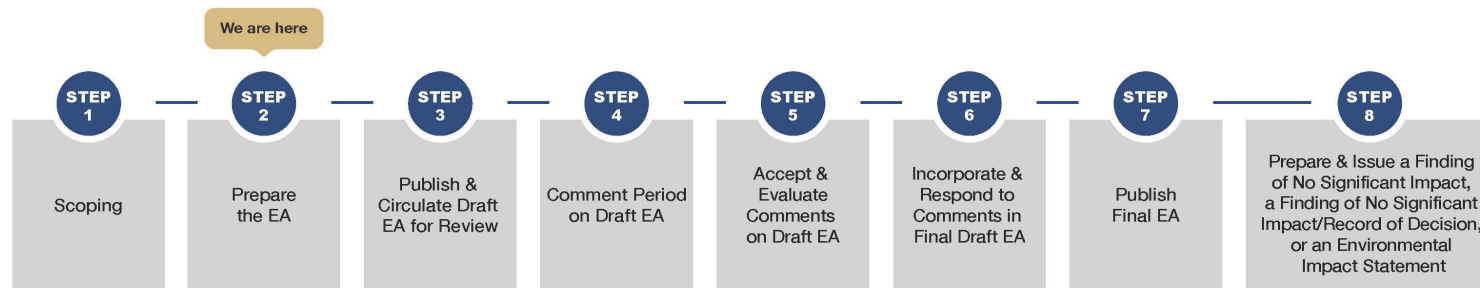 We are here
STEP
1
Scoping
STEP
2
Prepare
the EA
STEP
3
Publish &
Circulate Draft
EA for Review
STEP
4
Comment Period
on Draft EA
STEP
5
Accept &
Evaluate
Comments
on Draft EA
STEP
6
Incorporate &
Respond to
Comments in
Final Draft EA
STEP
7
Publish
Final EA
STEP
8
Prepare & Issue a Finding
of No Significant Impact,
a Finding of No Significant
Impact/Record of Decision,
or an Environmental
Impact Statement